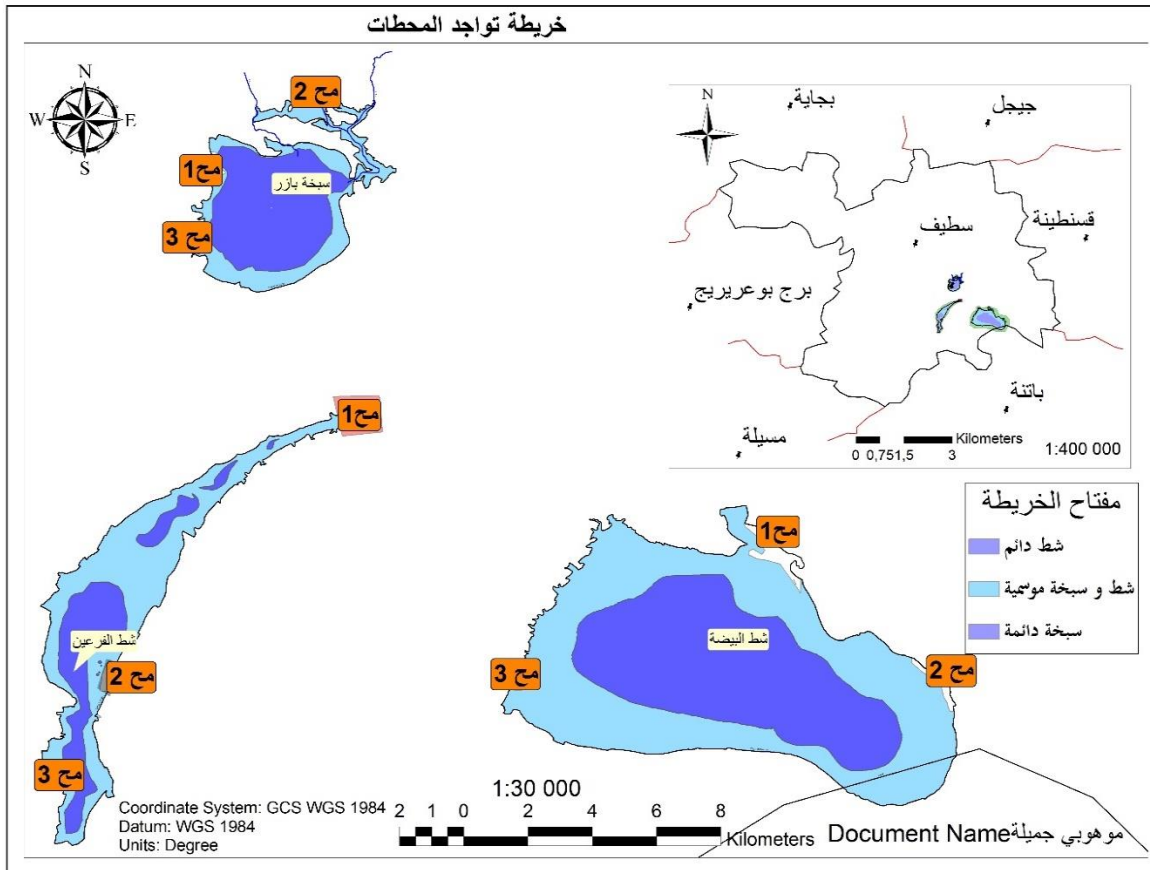 خريطة تواجد المحطات
N
W
E
S
مح 2
مح1
سبخة بازر
مح 3
N
بجاية
جيجل
سطيف
قسنطينة
برج بوعريريج
باتنة
مسيلة
Kilometers
0 0,751,5 3
1:400 000
مح1
شط الفرعين
مح 2
مح 3
مح1
شط البيضة
مح 3
مح 2
مفتاح الخريطة
شط دائم
شط و سبخة موسمية
سبخة دائمة
1:30 000
Coordinate System: GCS WGS 1984
Datum: WGS 1984
Units: Degree
2 1 0 2 4 6 8
Kilometers
Document Name موهوبي جميلة